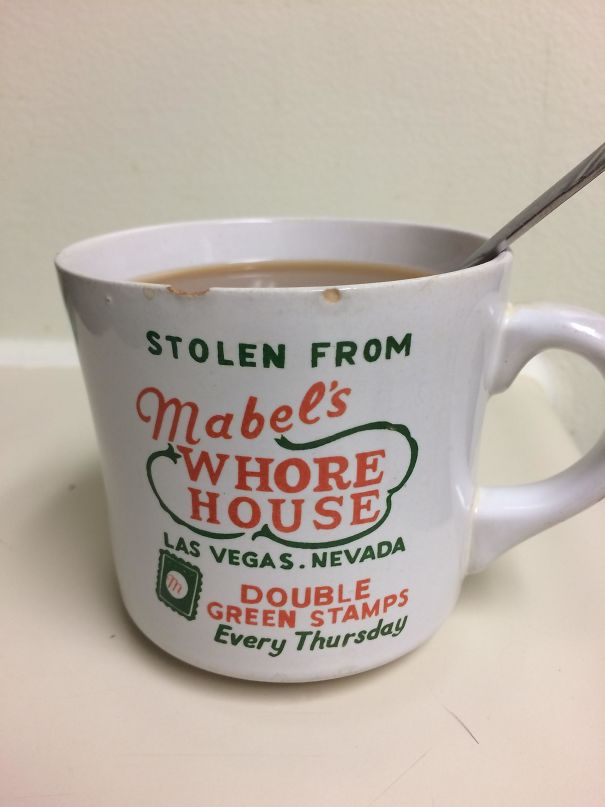 STOLEN FROM
Mabel's
WHORE
HOUSE
LAS VEGAS. NEVADA
m
DOUBLE
GREEN STAMPS
Every Thursday